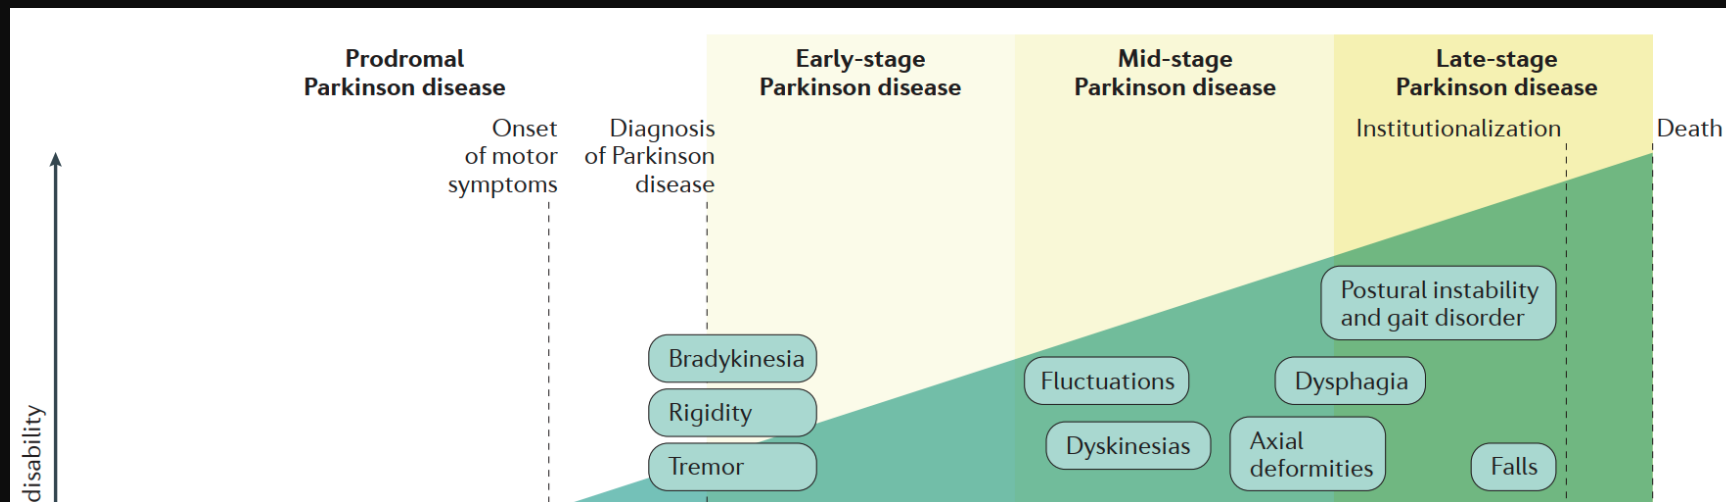 Prodromal
Parkinson disease
Early-stage
Parkinson disease
Mid-stage
Parkinson disease
Late-stage
Parkinson disease
Onset
of motor
symptoms
Diagnosis
of Parkinson
disease
Institutionalization
Death
Postural instability
and gait disorder
Bradykinesia
Fluctuations
Dysphagia
Rigidity
Dyskinesias
Axial
deformities
Tremor
Falls
disability